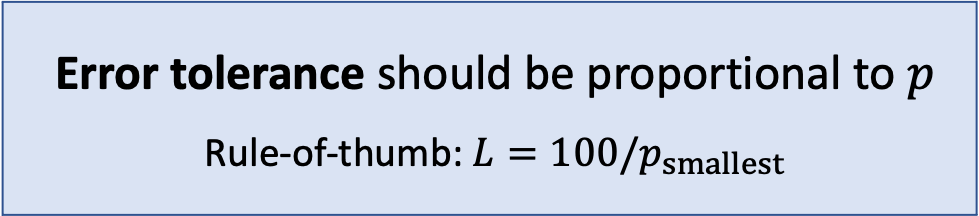 Error tolerance should be proportional to p
Rule-of-thumb: L = 100/p_smallest